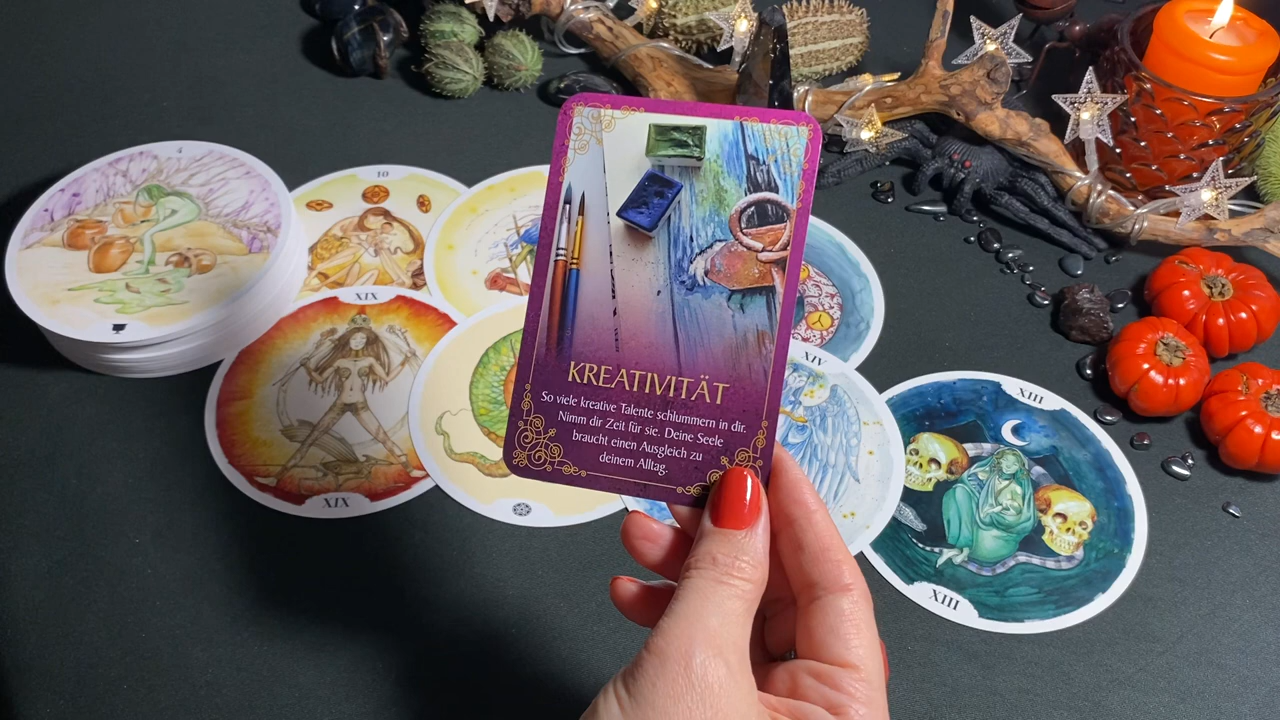 4
10
XIX
XIX
XIV
XIII
XIII
KREATIVITÄT
So viele kreative Talente schlummern in dir.
Nimm dir Zeit für sie. Deine Seele
braucht einen Ausgleich zu
deinem Alltag.